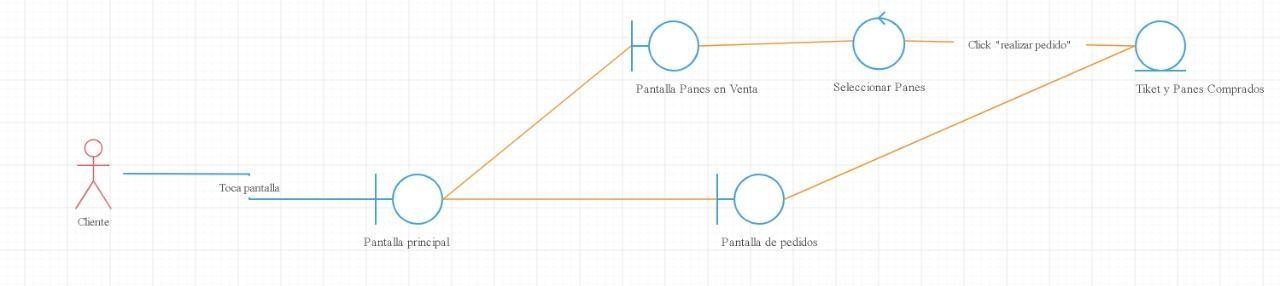 Click "realizar pedido"
Pantalla Panes en Venta
Seleccionar Panes
Tiket y Panes Comprados
Toca pantalla
Cliente
Pantalla principal
Pantalla de pedidos